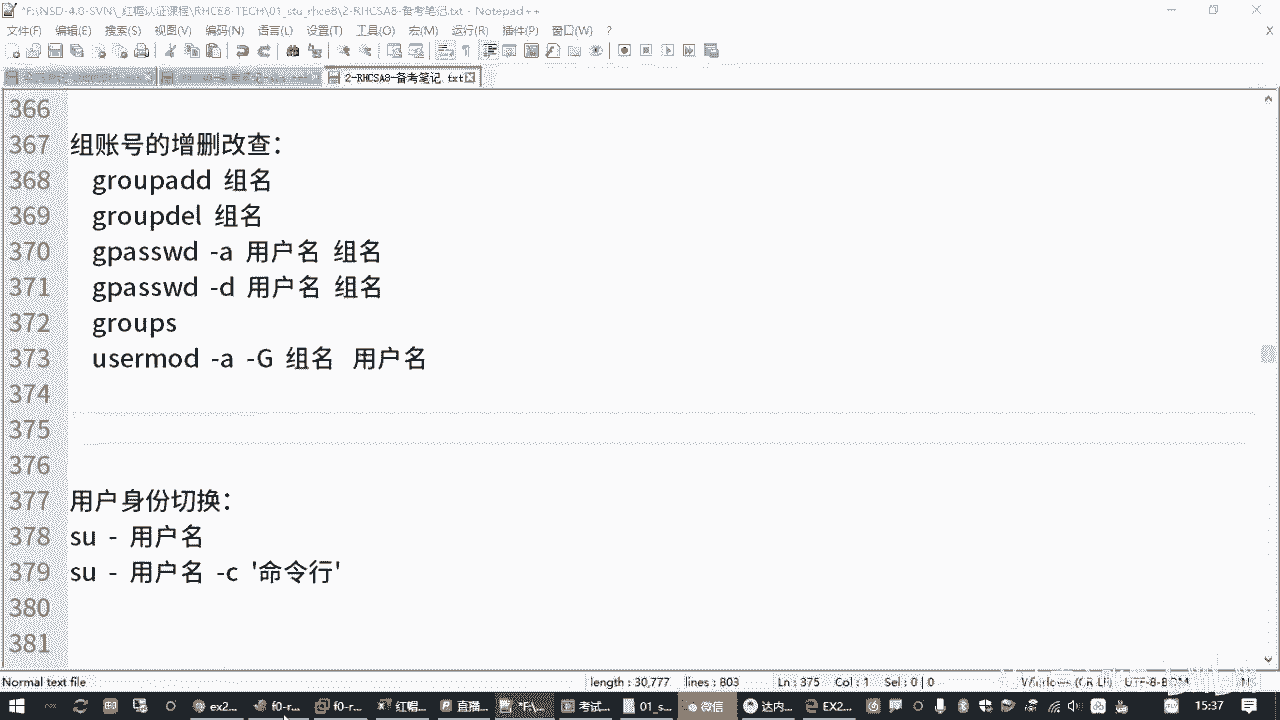 *F:\NSD-4.0-SVN\_红帽认证课程\RHCE8-TECH\01_stu_rhce8\2-RHCSA8-备考笔记.txt - Notepad++
文件(F) 编辑(E) 搜索(S) 视图(V) 编码(N) 语言(L) 设置(T) 工具(O) 宏(M) 运行(R) 插件(P) 窗口(W) ?
2-RHCSA8-备考笔记.txt
366
367 组账号的增删改查:
368 groupadd 组名
369 groupdel 组名
370 gpasswd -a 用户名 组名
371 gpasswd -d 用户名 组名
372 groups
373 usermod -a -G 组名 用户名
374
375
376
377 用户身份切换:
378 su - 用户名
379 su - 用户名 -c '命令行'
380
381
Normal text file length : 30,777 lines : 803 Ln : 375 Col : 1 Sel : 0 | 0 Windows (CR LF) UTF-8-BOM
ex2... f0-r... f0-r... 红帽... 直播... 考试... 01_s... 微信 达内... EX2... 15:37